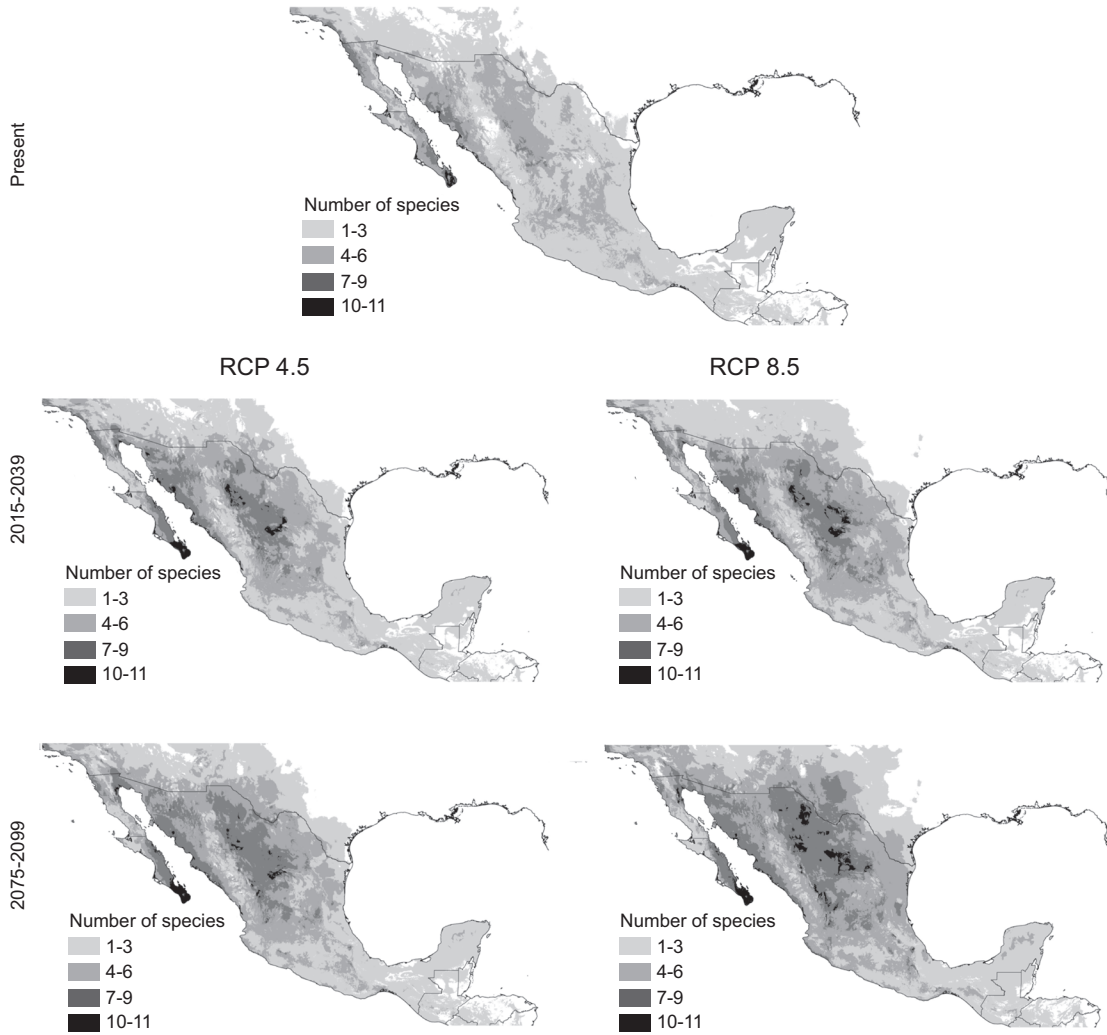 Present
Number of species
1-3
4-6
7-9
10-11
RCP 4.5
RCP 8.5
2015-2039
Number of species
1-3
4-6
7-9
10-11
Number of species
1-3
4-6
7-9
10-11
2075-2099
Number of species
1-3
4-6
7-9
10-11
Number of species
1-3
4-6
7-9
10-11